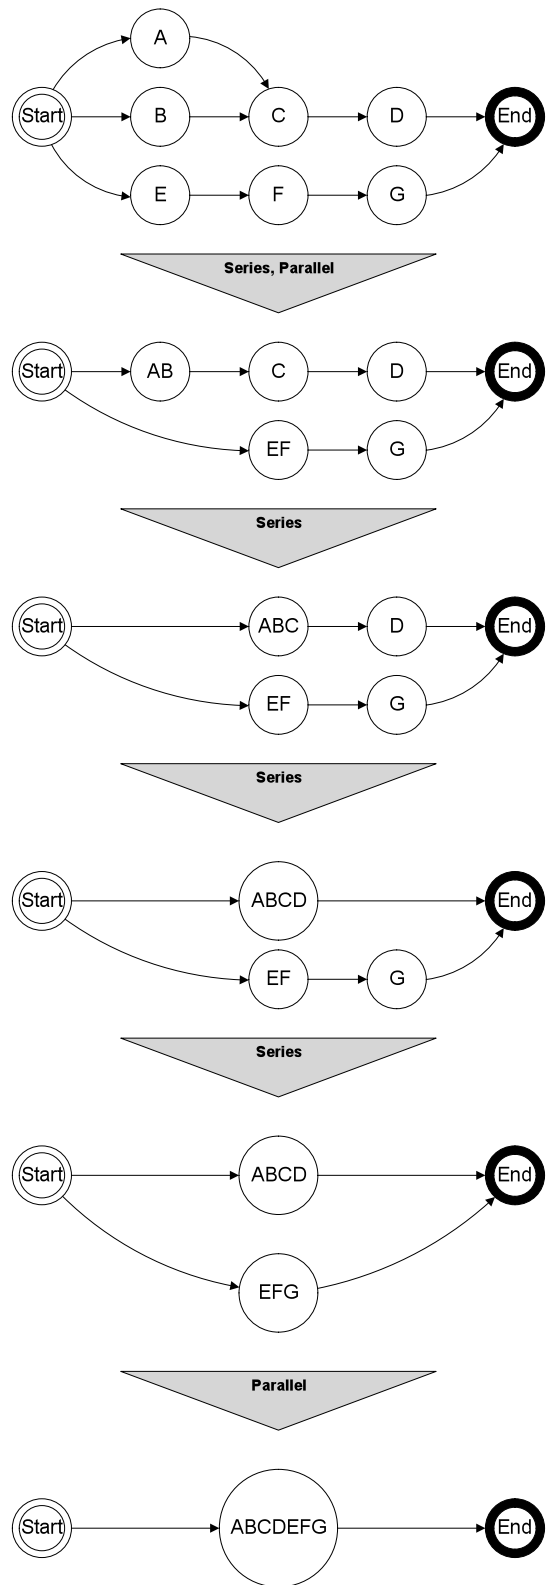 A
Start B C D End
E F G
Series, Parallel
Start AB C D End
EF G
Series
Start ABC D End
EF G
Series
Start ABCD End
EF G
Series
Start ABCD End
EFG
Parallel
Start ABCDEFG End